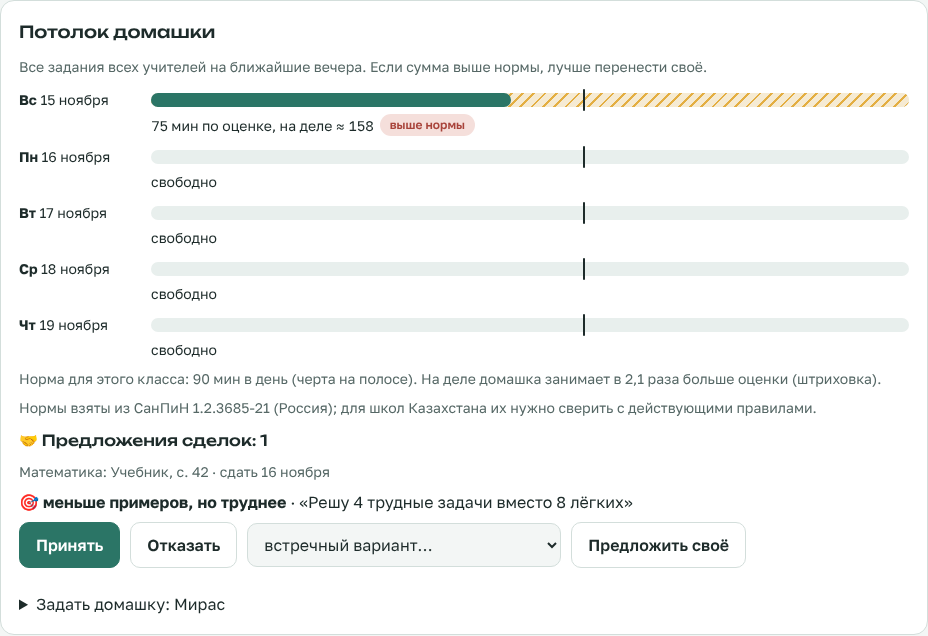 Потолок домашки
Все задания всех учителей на ближайшие вечера. Если сумма выше нормы, лучше перенести своё.
Вс 15 ноября
75 мин по оценке, на деле ≈ 158 выше нормы
Пн 16 ноября
свободно
Вт 17 ноября
свободно
Ср 18 ноября
свободно
Чт 19 ноября
свободно
Норма для этого класса: 90 мин в день (черта на полосе). На деле домашка занимает в 2,1 раза больше оценки (штриховка).
Нормы взяты из СанПиН 1.2.3685-21 (Россия); для школ Казахстана их нужно сверить с действующими правилами.
🤝 Предложения сделок: 1
Математика: Учебник, с. 42 · сдать 16 ноября
🎯 меньше примеров, но труднее · «Решу 4 трудные задачи вместо 8 лёгких»
Принять Отказать встречный вариант... Предложить своё
▶ Задать домашку: Мирас